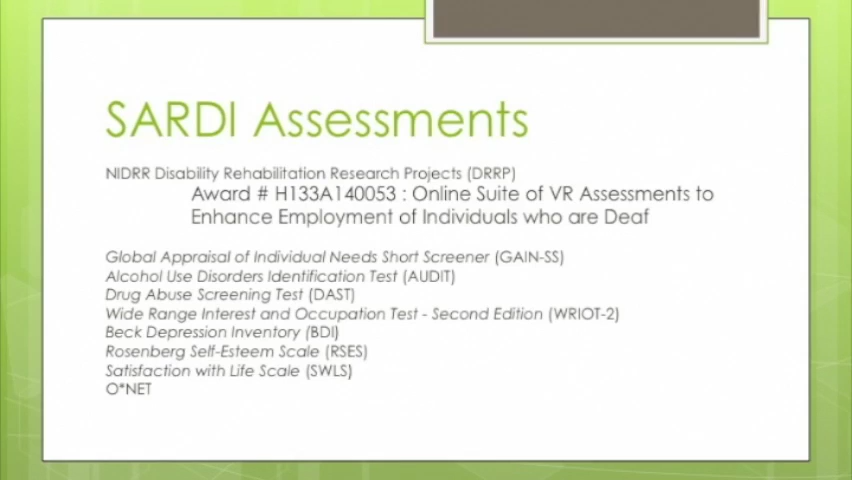 SARDI Assessments
NIDRR Disability Rehabilitation Research Projects (DRRP)
Award # H133A140053 : Online Suite of VR Assessments to
Enhance Employment of Individuals who are Deaf
Global Appraisal of Individual Needs Short Screener (GAIN-SS)
Alcohol Use Disorders Identification Test (AUDIT)
Drug Abuse Screening Test (DAST)
Wide Range Interest and Occupation Test - Second Edition (WRIOT-2)
Beck Depression Inventory (BDI)
Rosenberg Self-Esteem Scale (RSES)
Satisfaction with Life Scale (SWLS)
O*NET